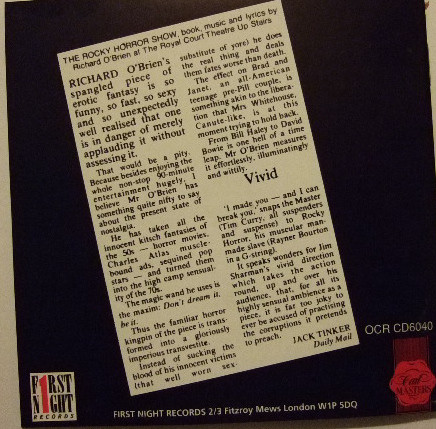 THE ROCKY HORROR SHOW, book, music and lyrics by
Richard O'Brien at The Royal Court Theatre Up Stairs
RICHARD O'BRIEN's
spangled piece of
erotic fantasy is so
funny, so fast, so sexy
and so unexpectedly
well realised that one
is in danger of merely
applauding it without
assessing it.
That would be a pity.
Because besides enjoying the
whole non-stop 90-minute
entertainment hugely, I
believe Mr O'Brien has
something quite nifty to say
about the present state of
nostalgia.
He has taken all the
innocent kitsch fantasies of
the 50s — horror movies,
Charles Atlas muscle-
bound ads, sequined pop
stars — and turned them
into the high camp sensual-
ity of the 70s.
The magic wand he uses is
the maxim: Don't dream it,
be it.
Thus the familiar horror
kingpin of the piece is trans-
formed into a gloriously
imperious transvestite.
Instead of sucking the
blood of his innocent victims
(that well worn sex-
substitute of yore) he does
the real thing and deals
them fates worse than death.
The effect on Brad and
Janet, an all-American
teenage pre-Pill couple, is
something akin to the libera-
tion that Mrs Whitehouse,
Canute-like, is at this
moment trying to hold back.
From Bill Haley to David
Bowie is one hell of a time
leap. Mr O'Brien measures
it effortlessly, illuminatingly
and wittily.
Vivid
'I made you — and I can
break you,' snaps the Master
(Tim Curry, all suspenders
and suspense) to Rocky
Horror, his muscular man-
made slave (Rayner Bourton
in a G-string).
It speaks wonders for Jim
Sharman's vivid direction
which takes the action
round, up and over his
audience, that, for all its
highly sensual ambience as a
piece, it is far too joky to
ever be accused of practising
the corruptions it pretends
to preach.
JACK TINKER
Daily Mail
OCR CD6040
FIRST
NIGHT
RECORDS
FIRST NIGHT RECORDS 2/3 Fitzroy Mews London W1P 5DQ
MASTERS